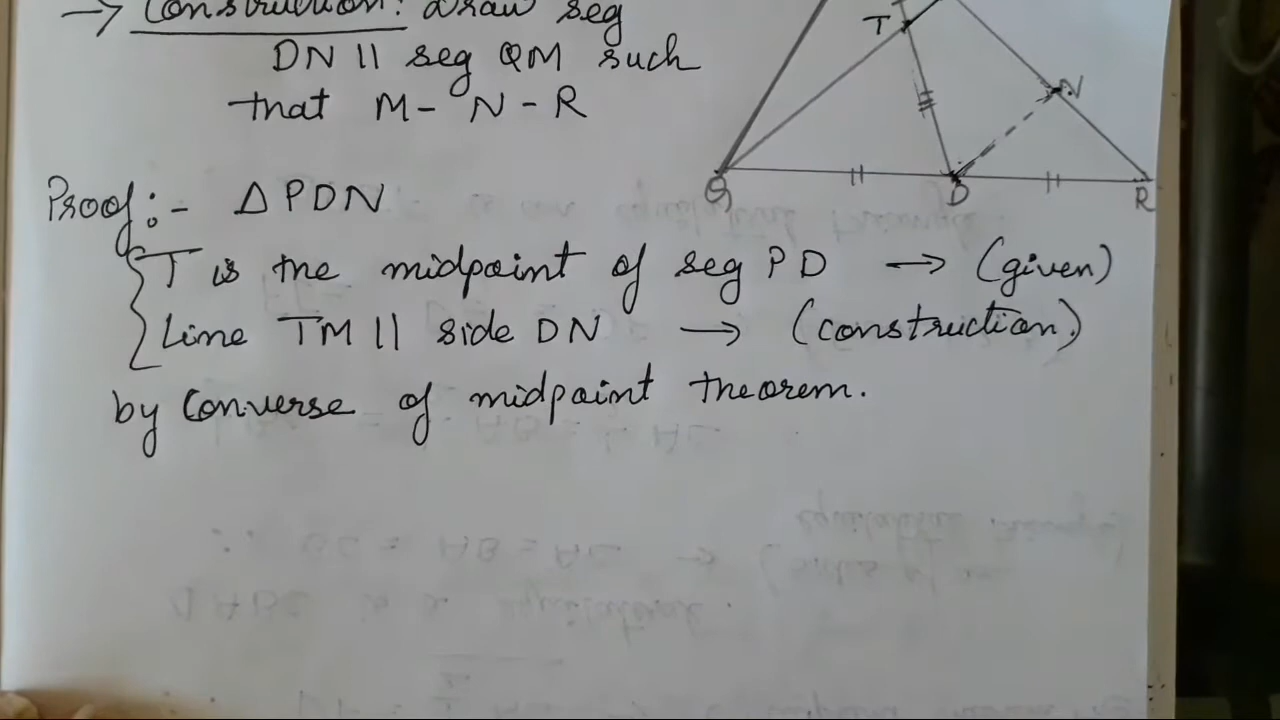 → Construction: Draw seg
DN || seg QM such
that M - N - R
T
N
Q
D
R
Proof:- △PDN
T is the midpoint of seg PD → (given)
Line TM || side DN → (construction)
by Converse of midpoint theorem.